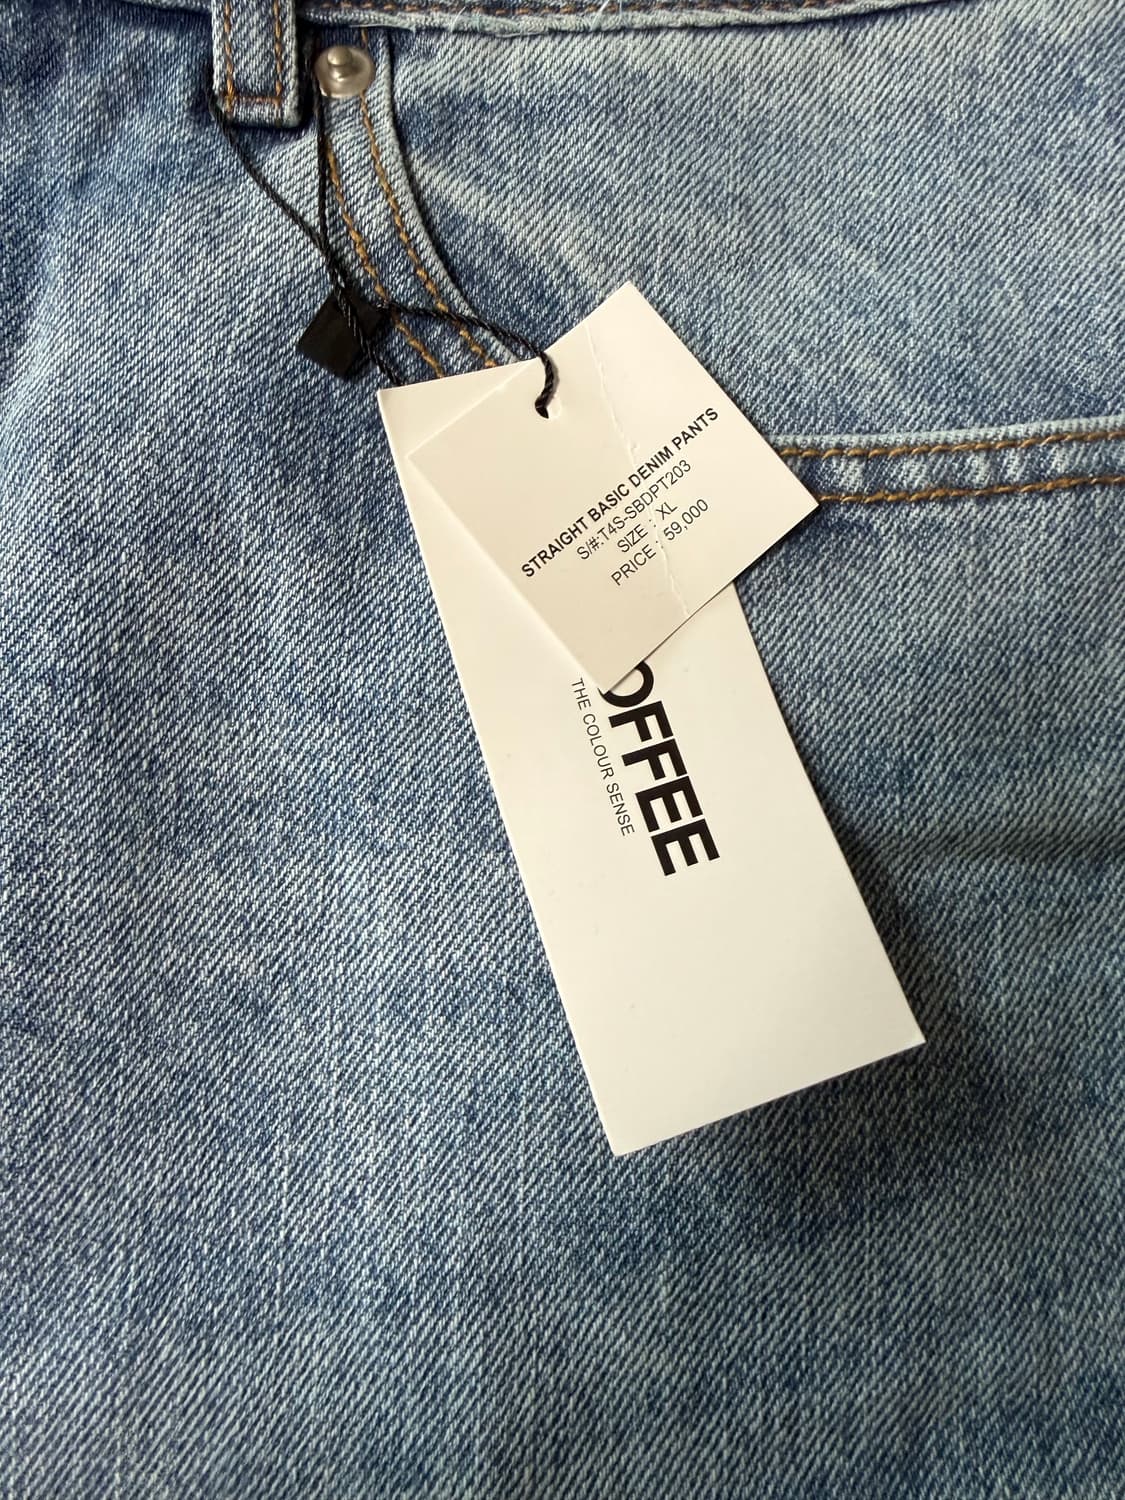 STRAIGHT BASIC DENIM PANTS
S/#:T4S-SBDPT203
SIZE : XL
PRICE : 59,000
OFFEE
THE COLOUR SENSE